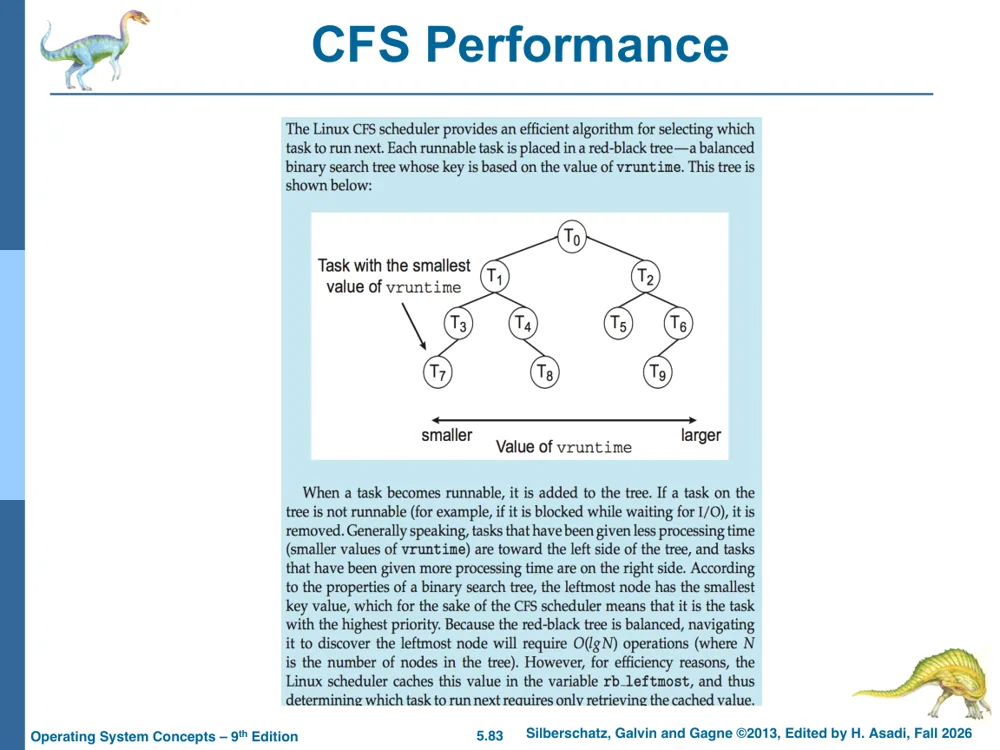 CFS Performance
The Linux CFS scheduler provides an efficient algorithm for selecting which
task to run next. Each runnable task is placed in a red-black tree—a balanced
binary search tree whose key is based on the value of vruntime. This tree is
shown below:
T0
Task with the smallest
value of vruntime
T1
T2
T3
T4
T5
T6
T7
T8
T9
smaller
larger
Value of vruntime
When a task becomes runnable, it is added to the tree. If a task on the
tree is not runnable (for example, if it is blocked while waiting for I/O), it is
removed. Generally speaking, tasks that have been given less processing time
(smaller values of vruntime) are toward the left side of the tree, and tasks
that have been given more processing time are on the right side. According
to the properties of a binary search tree, the leftmost node has the smallest
key value, which for the sake of the CFS scheduler means that it is the task
with the highest priority. Because the red-black tree is balanced, navigating
it to discover the leftmost node will require O(lg N) operations (where N
is the number of nodes in the tree). However, for efficiency reasons, the
Linux scheduler caches this value in the variable rb_leftmost, and thus
determining which task to run next requires only retrieving the cached value.
Operating System Concepts – 9th Edition
5.83
Silberschatz, Galvin and Gagne ©2013, Edited by H. Asadi, Fall 2026